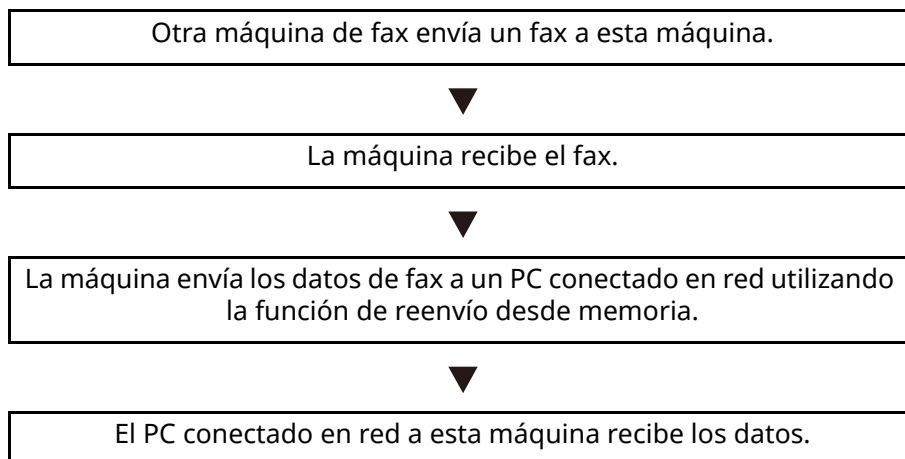 Otra máquina de fax envía un fax a esta máquina.
La máquina recibe el fax.
La máquina envía los datos de fax a un PC conectado en red utilizando
la función de reenvío desde memoria.
El PC conectado en red a esta máquina recibe los datos.